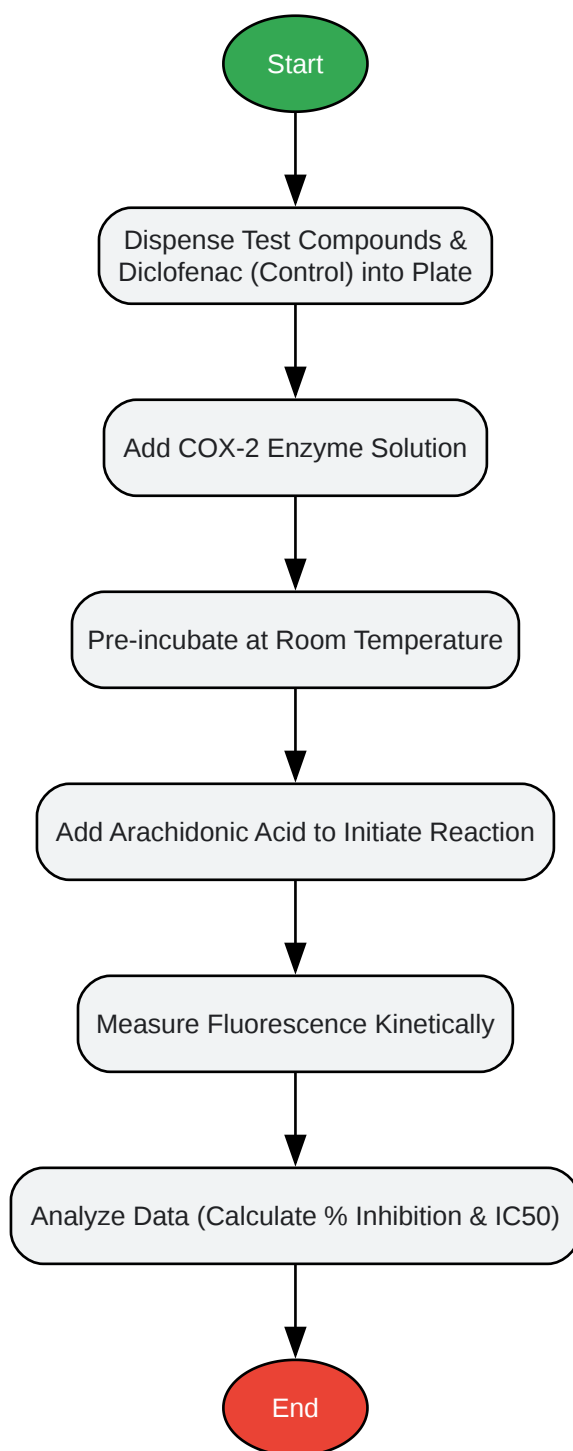 Start
Dispense Test Compounds &
Diclofenac (Control) into Plate
Add COX-2 Enzyme Solution
Pre-incubate at Room Temperature
Add Arachidonic Acid to Initiate Reaction
Measure Fluorescence Kinetically
Analyze Data (Calculate % Inhibition & IC50)
End